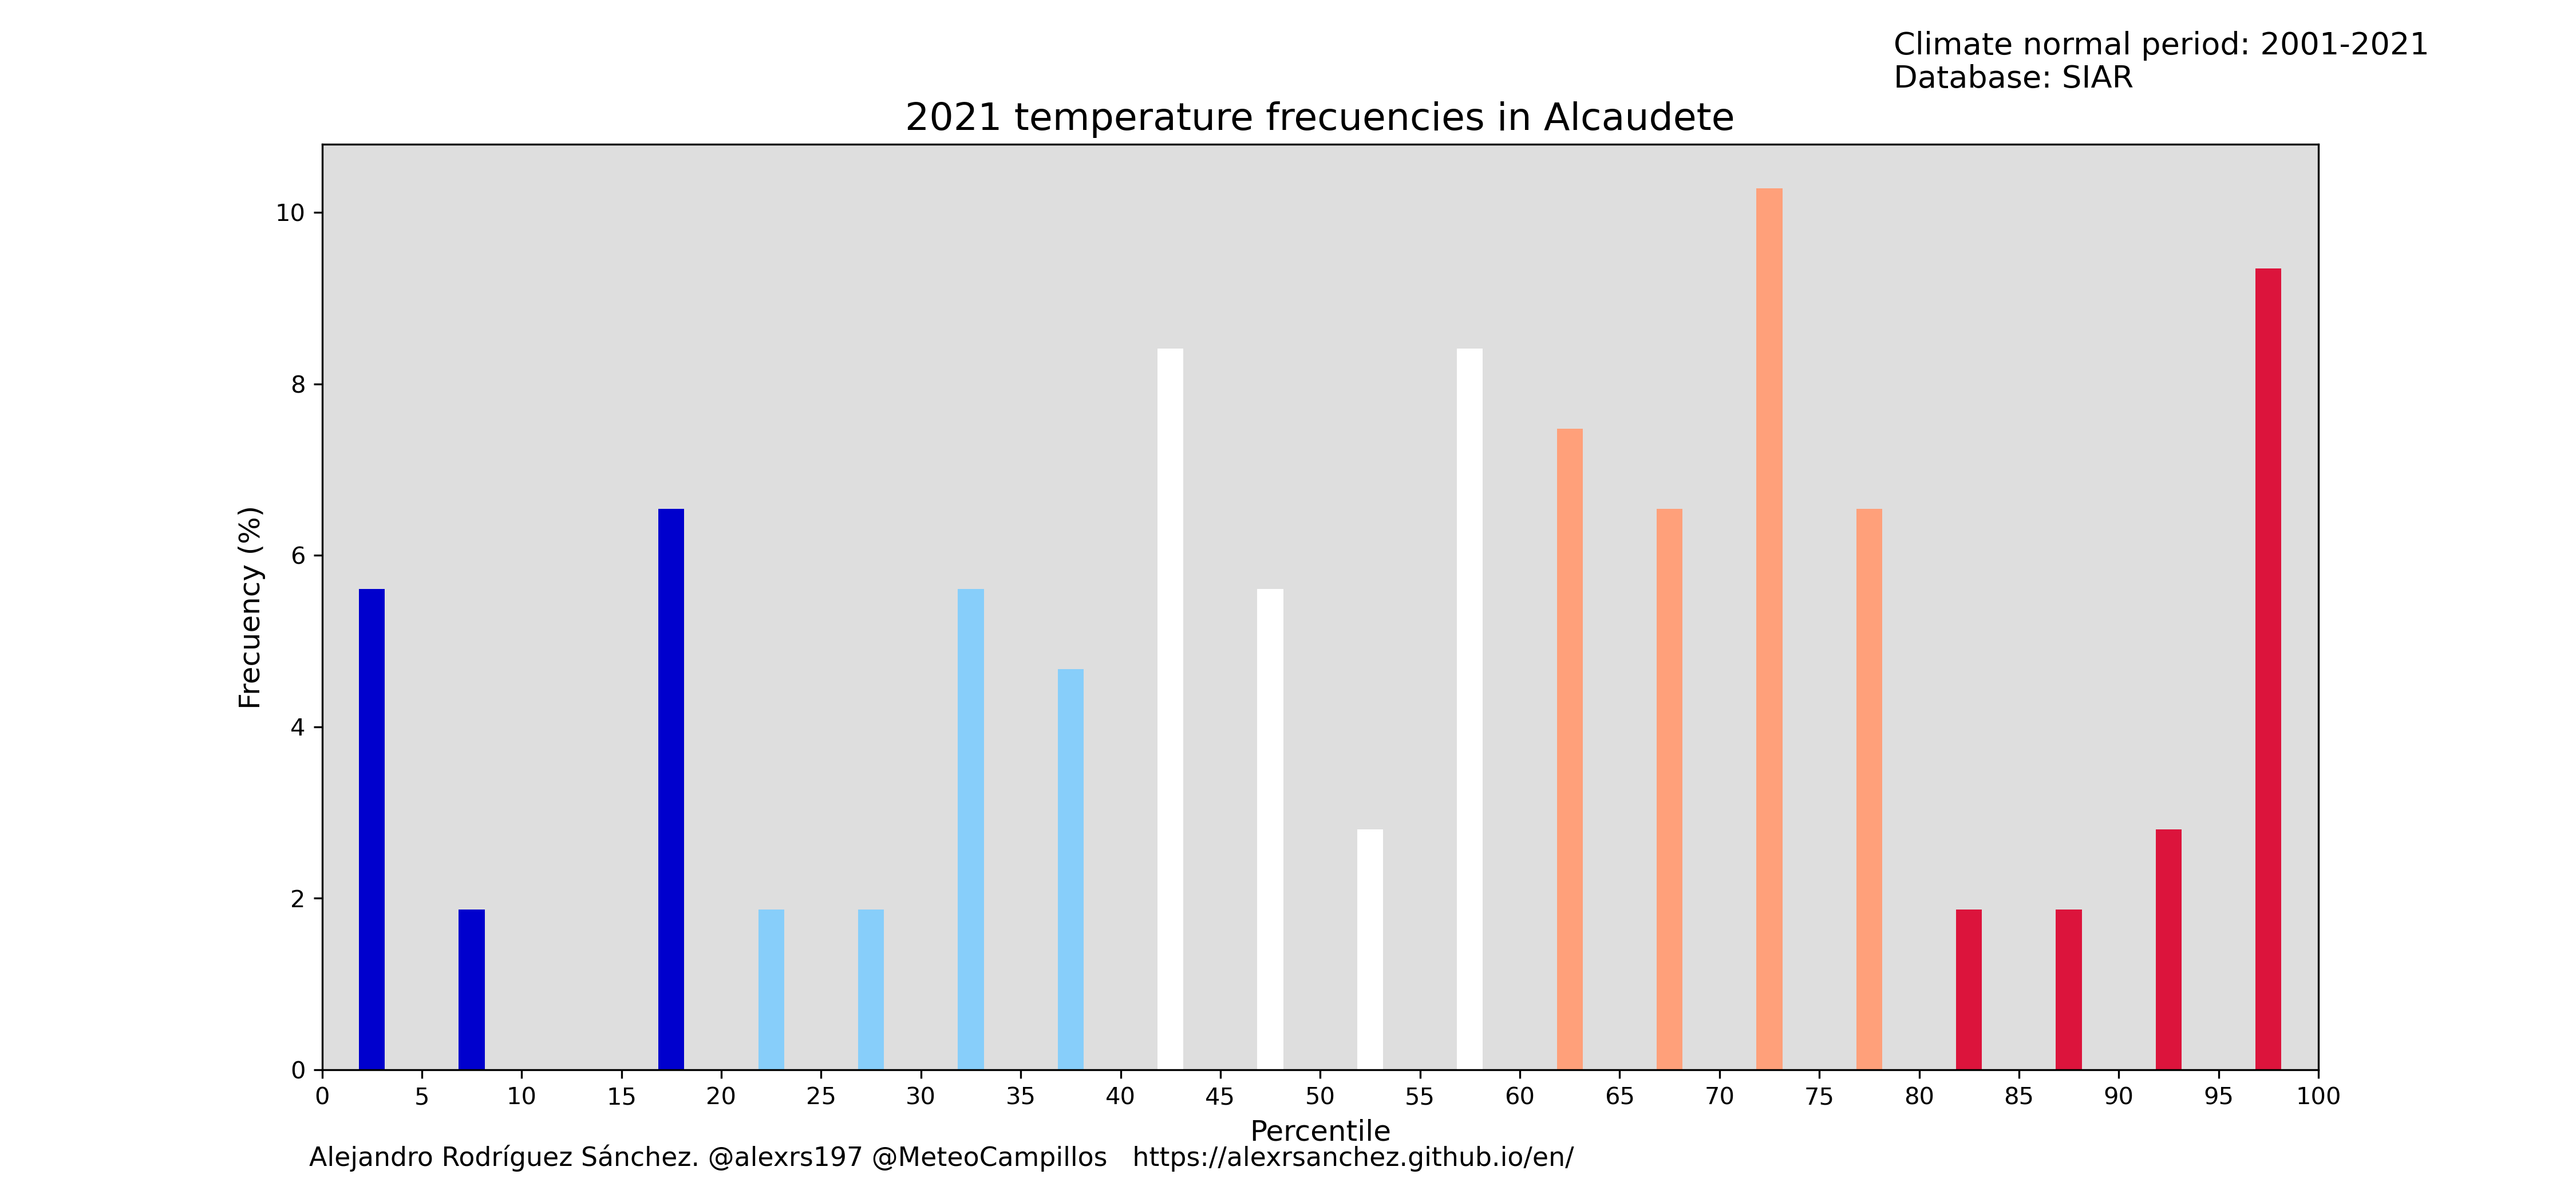 Climate normal period: 2001-2021
Database: SIAR
2021 temperature frecuencies in Alcaudete
Frecuency (%)
10
8
6
4
2
0
0 5 10 15 20 25 30 35 40 45 50 55 60 65 70 75 80 85 90 95 100
Percentile
Alejandro Rodríguez Sánchez. @alexrs197 @MeteoCampillos https://alexrsanchez.github.io/en/